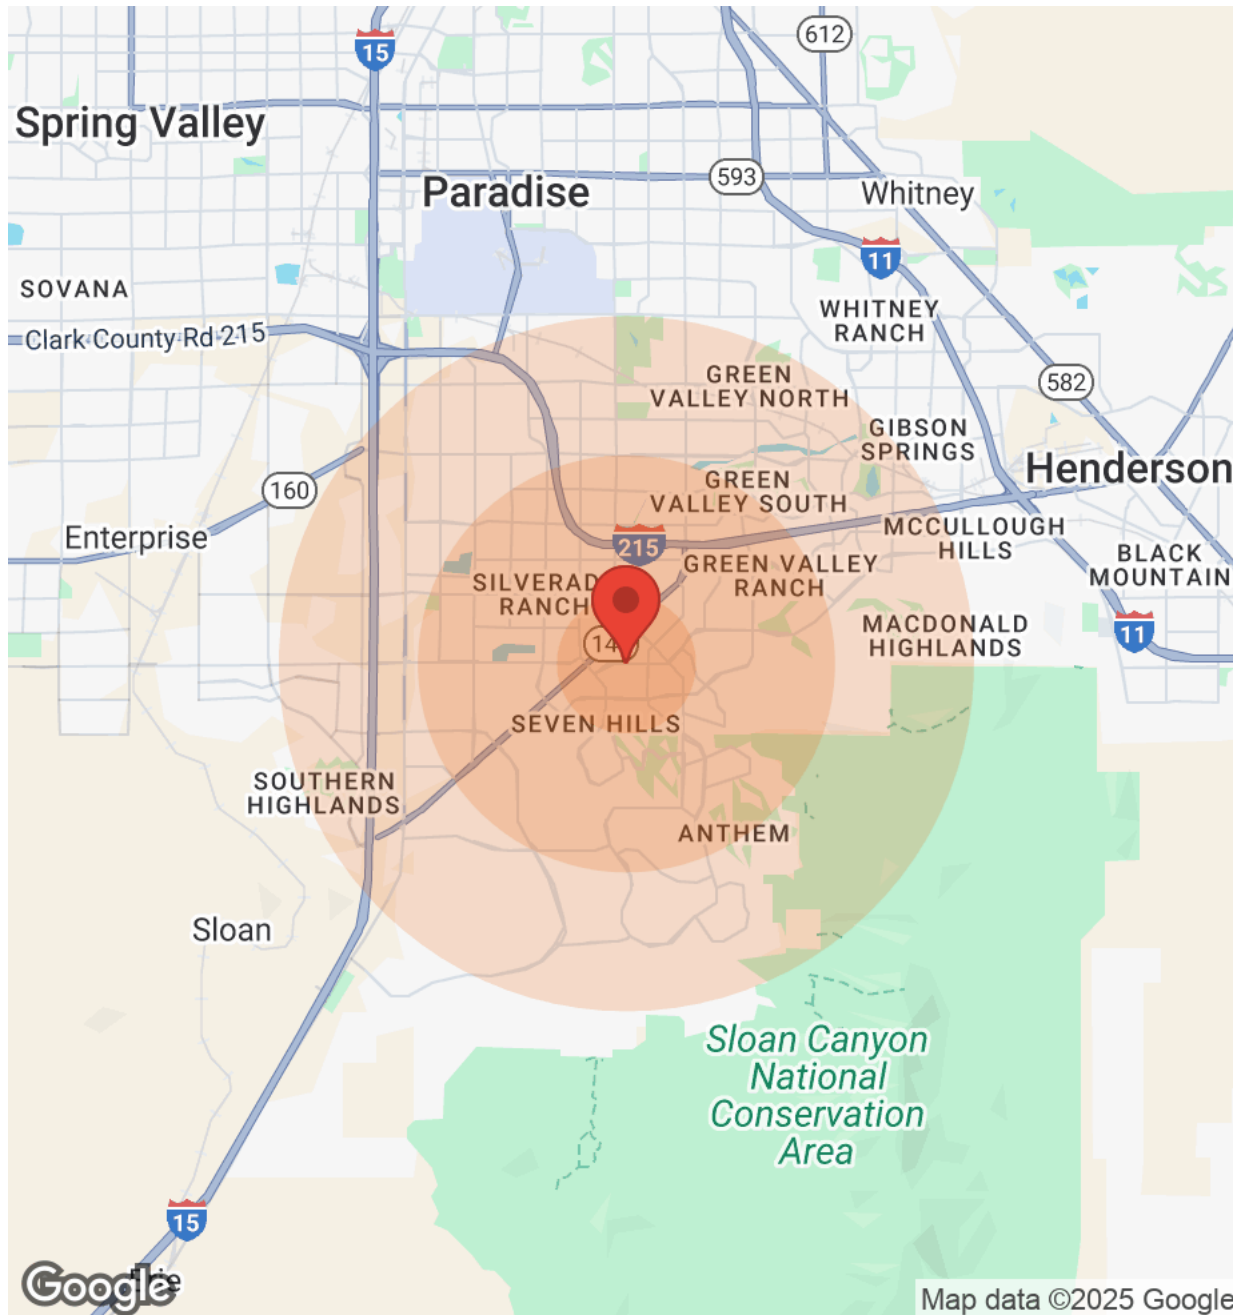 612
15
Spring Valley
593
Paradise
Whitney
11
SOVANA
WHITNEY
RANCH
Clark County Rd 215
GREEN
VALLEY NORTH
582
GIBSON
SPRINGS
Henderson
160
GREEN
VALLEY SOUTH
Enterprise
215
MCCULLOUGH
HILLS
BLACK
MOUNTAIN
GREEN VALLEY
RANCH
SILVERAD
RANCH
MACDONALD
HIGHLANDS
11
14
SEVEN HILLS
SOUTHERN
HIGHLANDS
ANTHEM
Sloan
Sloan Canyon
National
Conservation
Area
15
Google
Map data ©2025 Google